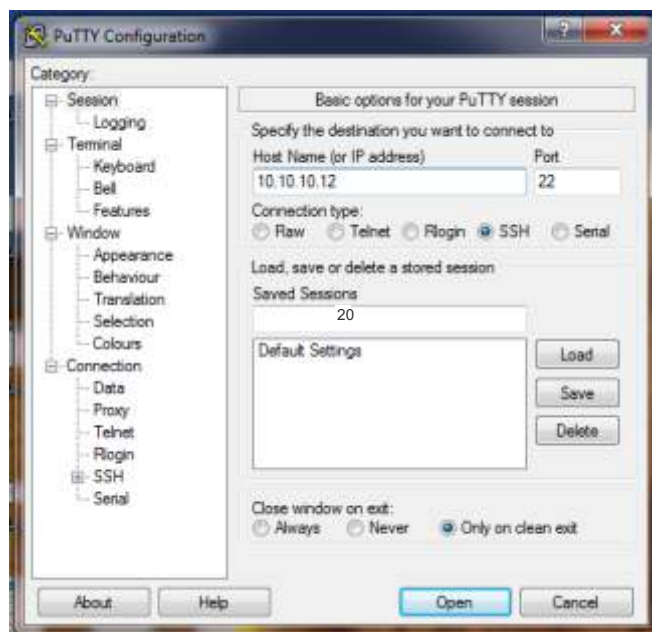 PuTTY Configuration
Category:
Session
Logging
Terminal
Keyboard
Bell
Features
Window
Appearance
Behaviour
Translation
Selection
Colours
Connection
Data
Proxy
Telnet
Rlogin
SSH
Serial
Basic options for your PuTTY session
Specify the destination you want to connect to
Host Name (or IP address) Port
10.10.10.12 22
Connection type:
Raw Telnet Rlogin SSH Serial
Load, save or delete a stored session
Saved Sessions
20
Default Settings
Load
Save
Delete
Close window on exit:
Always Never Only on clean exit
About Help Open Cancel